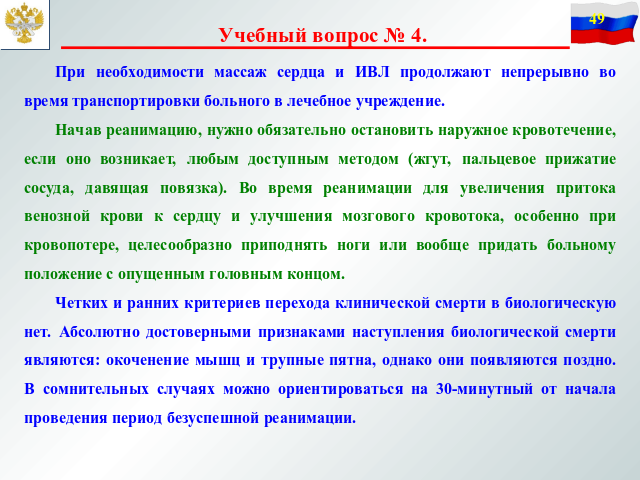 49
Учебный вопрос № 4.
При необходимости массаж сердца и ИВЛ продолжают непрерывно во
время транспортировки больного в лечебное учреждение.
Начав реанимацию, нужно обязательно остановить наружное кровотечение,
если оно возникает, любым доступным методом (жгут, пальцевое прижатие
сосуда, давящая повязка). Во время реанимации для увеличения притока
венозной крови к сердцу и улучшения мозгового кровотока, особенно при
кровопотере, целесообразно приподнять ноги или вообще придать больному
положение с опущенным головным концом.
Четких и ранних критериев перехода клинической смерти в биологическую
нет. Абсолютно достоверными признаками наступления биологической смерти
являются: окоченение мышц и трупные пятна, однако они появляются поздно.
В сомнительных случаях можно ориентироваться на 30-минутный от начала
проведения период безуспешной реанимации.